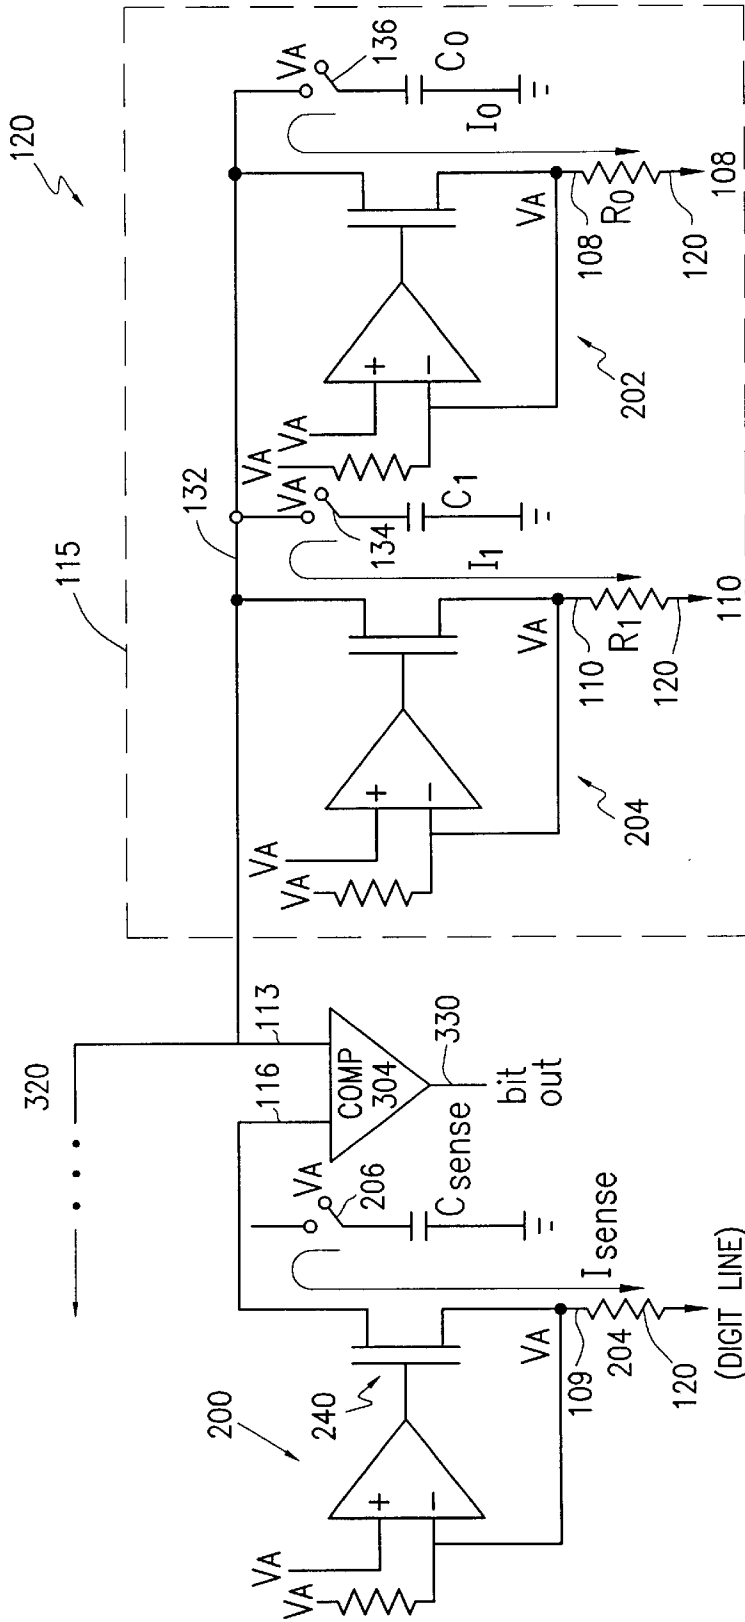 120
115
132
320
113
116
COMP
304
330
bit
out
VA
136
C0
I0
VA
108
R0
120
108
202
+
−
VA
VA
VA
134
C1
I1
VA
110
R1
120
110
204
+
−
VA
VA
VA
206
Csense
Isense
VA
109
204
120
(DIGIT LINE)
240
200
+
−
VA
VA